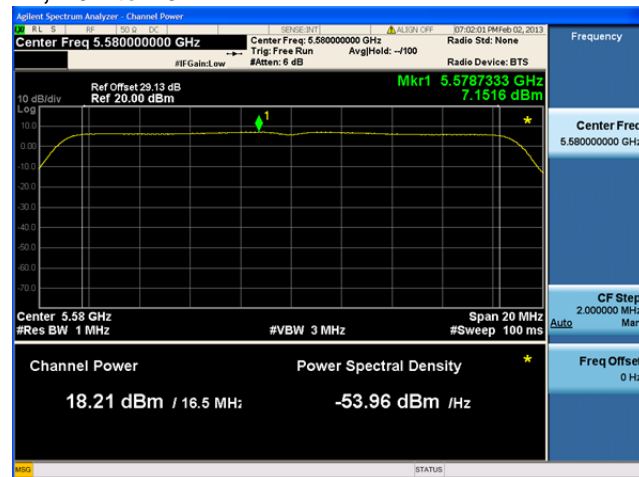 Agilent Spectrum Analyzer - Channel Power
RL S RF 50 Ω DC SENSE:INT ALIGN OFF 07:02:01 PM Feb 02, 2013
Center Freq 5.580000000 GHz Center Freq: 5.580000000 GHz Radio Std: None Frequency
Trig: Free Run Avg|Hold: --/100
#IFGain:Low #Atten: 6 dB Radio Device: BTS
Mkr1 5.5787333 GHz
Ref Offset 29.13 dB
10 dB/div Ref 20.00 dBm 7.1516 dBm
Log
10.0 1 *
Center Freq
0.00 5.580000000 GHz
-10.0
-20.0
-30.0
-40.0
-50.0
-60.0
-70.0
CF Step
2.000000 MHz
Center 5.58 GHz Span 20 MHz Auto Man
#Res BW 1 MHz #VBW 3 MHz #Sweep 100 ms
Channel Power Power Spectral Density * Freq Offset
0 Hz
18.21 dBm / 16.5 MHz -53.96 dBm /Hz
MSG STATUS